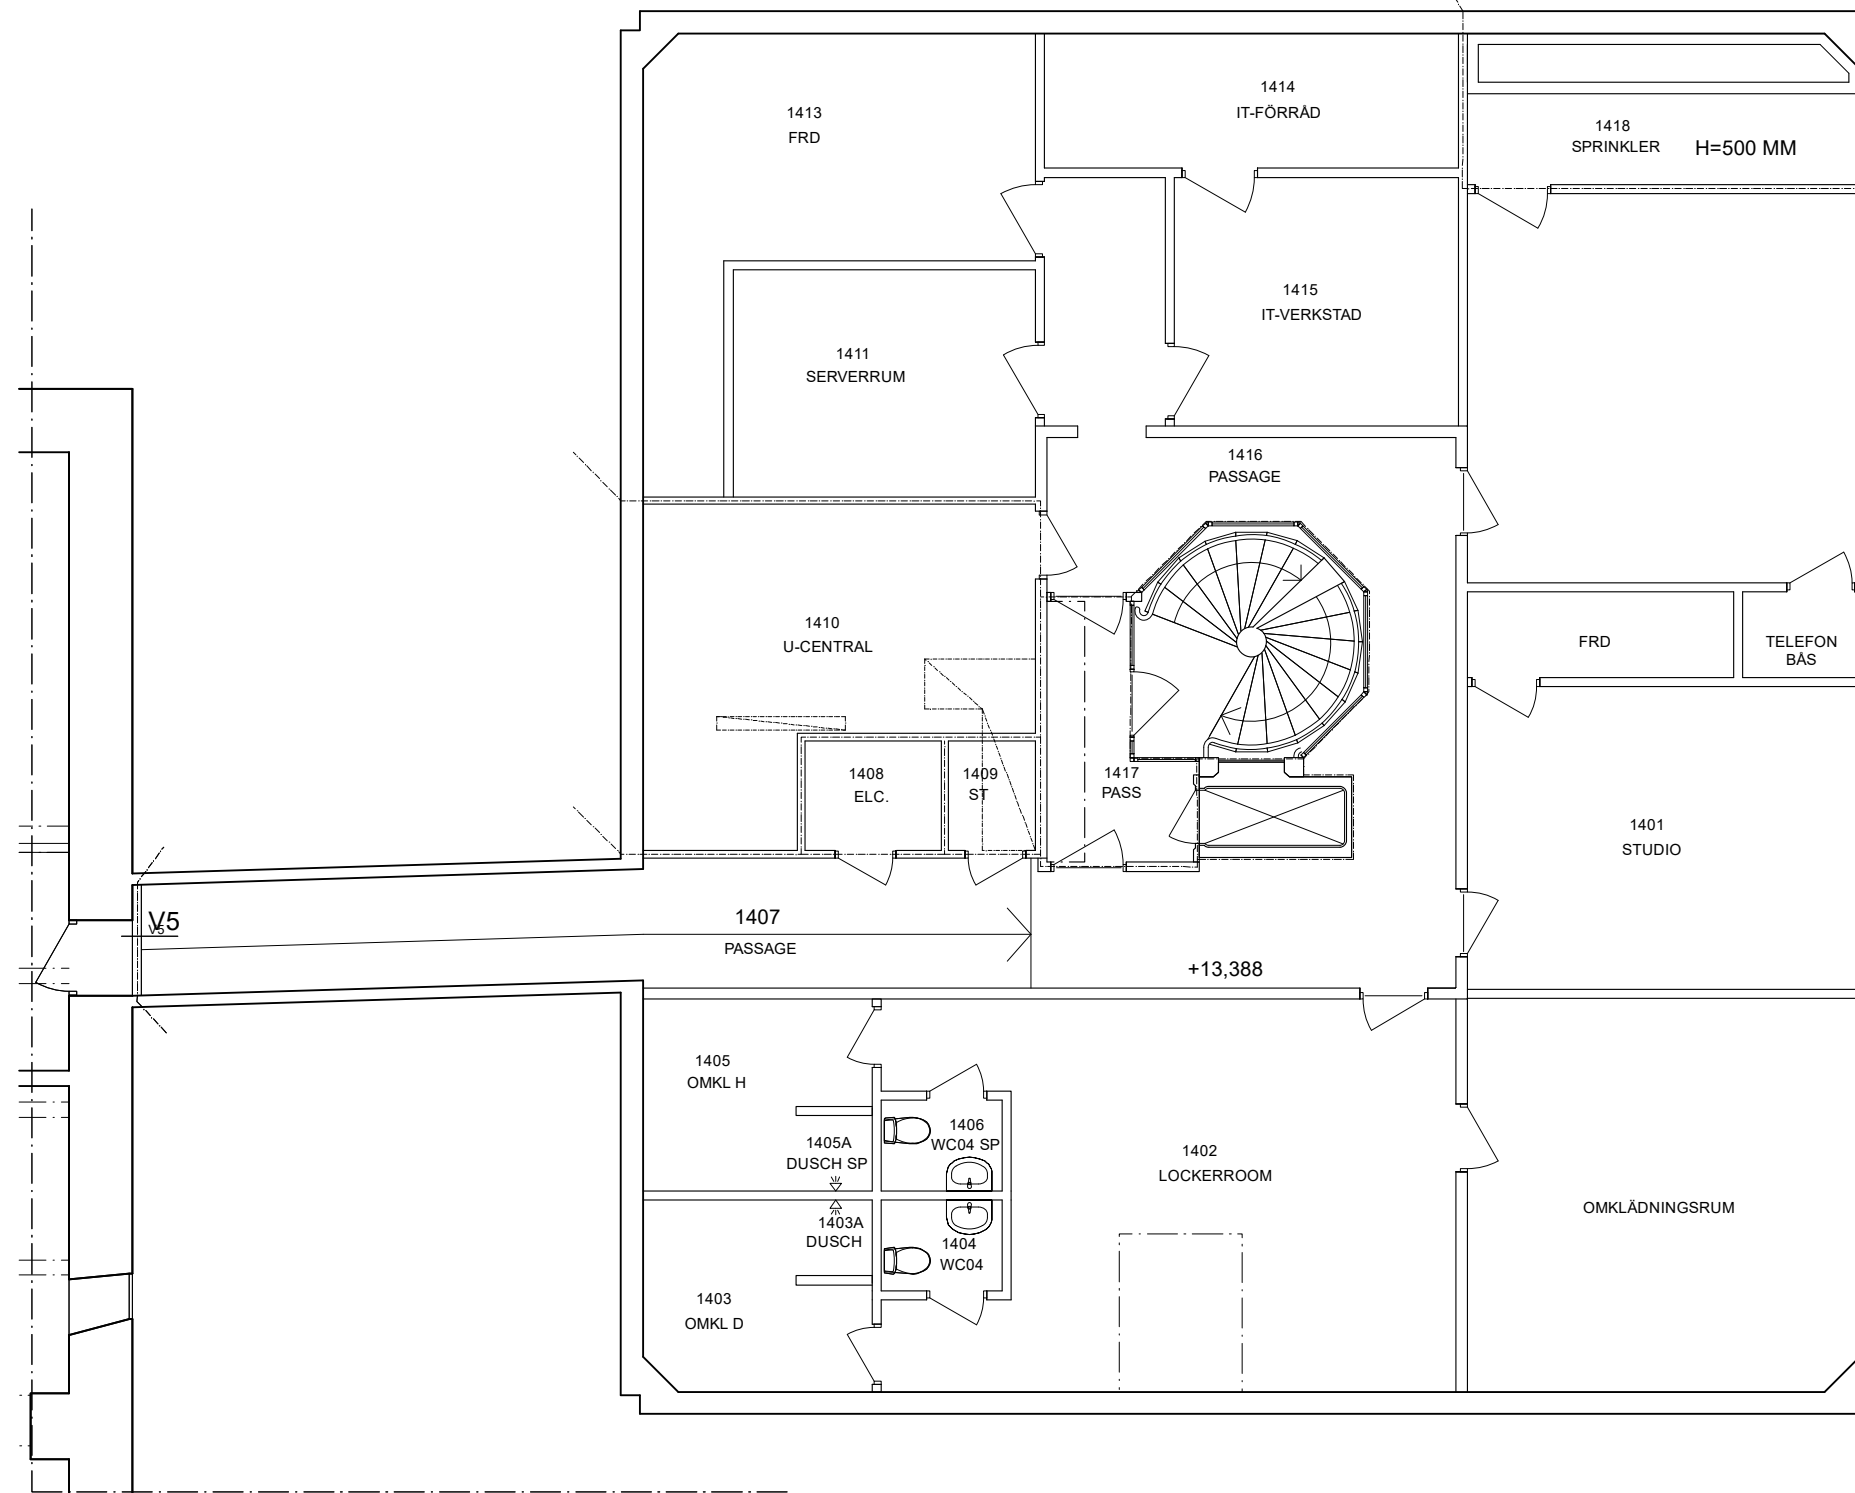 1413
FRD
1414
IT-FÖRRÅD
1418
SPRINKLER
H=500 MM
1415
IT-VERKSTAD
1411
SERVERRUM
1416
PASSAGE
1410
U-CENTRAL
FRD
TELEFON
BÅS
1408
ELC.
1409
ST
1417
PASS
1401
STUDIO
V5
V5
1407
PASSAGE
+13,388
1405
OMKL H
1405A
DUSCH SP
1406
WC04 SP
1402
LOCKERROOM
OMKLÄDNINGSRUM
1403A
DUSCH
1404
WC04
1403
OMKL D